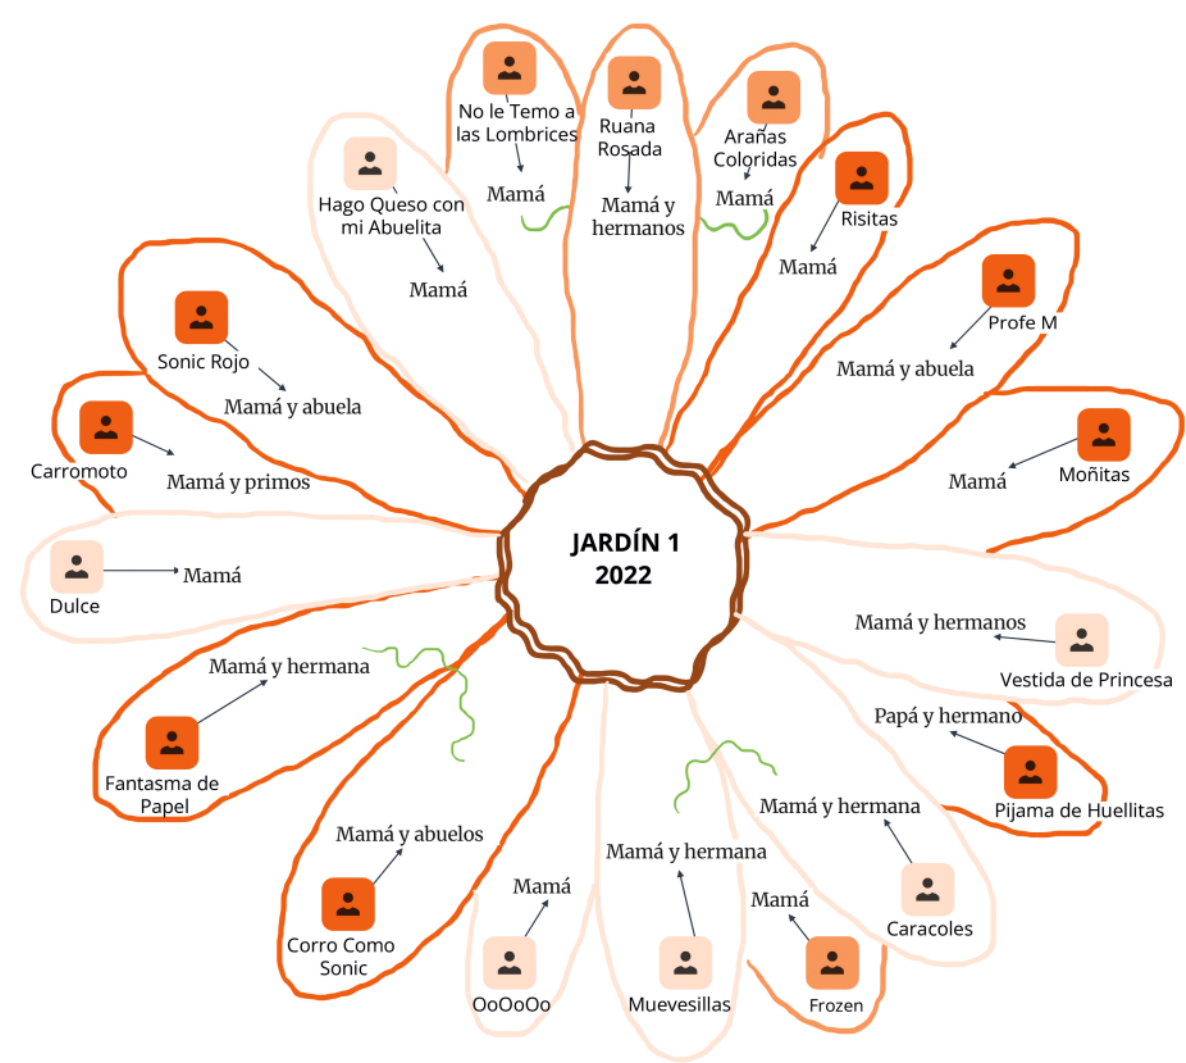 No le Temo a
las Lombrices
Mamá
Ruana
Rosada
Mamá y
hermanos
Arañas
Coloridas
Mamá
Risitas
Mamá
Profe M
Mamá y abuela
Moñitas
Mamá
Mamá y hermanos
Vestida de Princesa
Papá y hermano
Pijama de Huellitas
Mamá y hermana
Caracoles
Mamá
Frozen
Mamá y hermana
Muevesillas
Mamá
OoOoOo
Mamá y abuelos
Corro Como
Sonic
Mamá y hermana
Fantasma de
Papel
Mamá
Dulce
Carromoto
Mamá y primos
Sonic Rojo
Mamá y abuela
Hago Queso con
mi Abuelita
Mamá
JARDÍN 1
2022